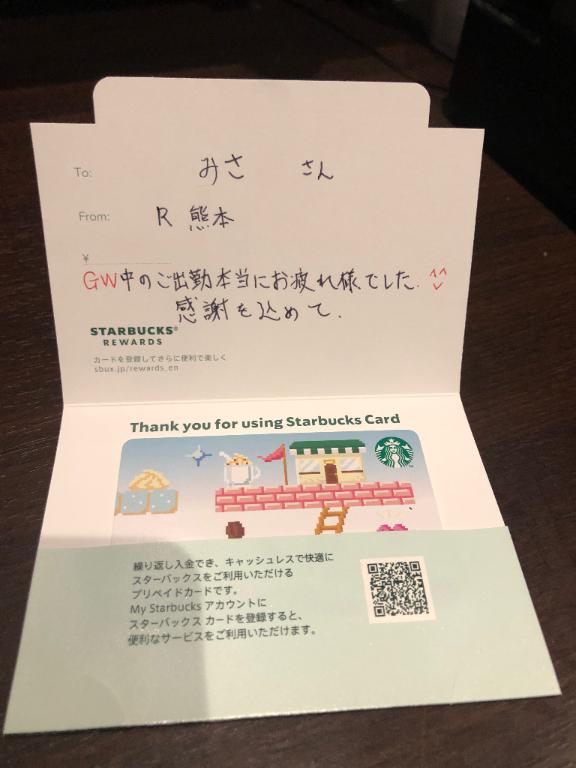 To: みさ さん
From: R 熊本
¥
GW中のご出勤本当にお疲れ様でした.
感謝を込めて.
STARBUCKS®
REWARDS
カードを登録してさらに便利で楽しく
sbux.jp/rewards_en
Thank you for using Starbucks Card
繰り返し入金でき、キャッシュレスで快適に
スターバックスをご利用いただける
プリペイドカードです。
My Starbucks アカウントに
スターバックス カードを登録すると、
便利なサービスをご利用いただけます。